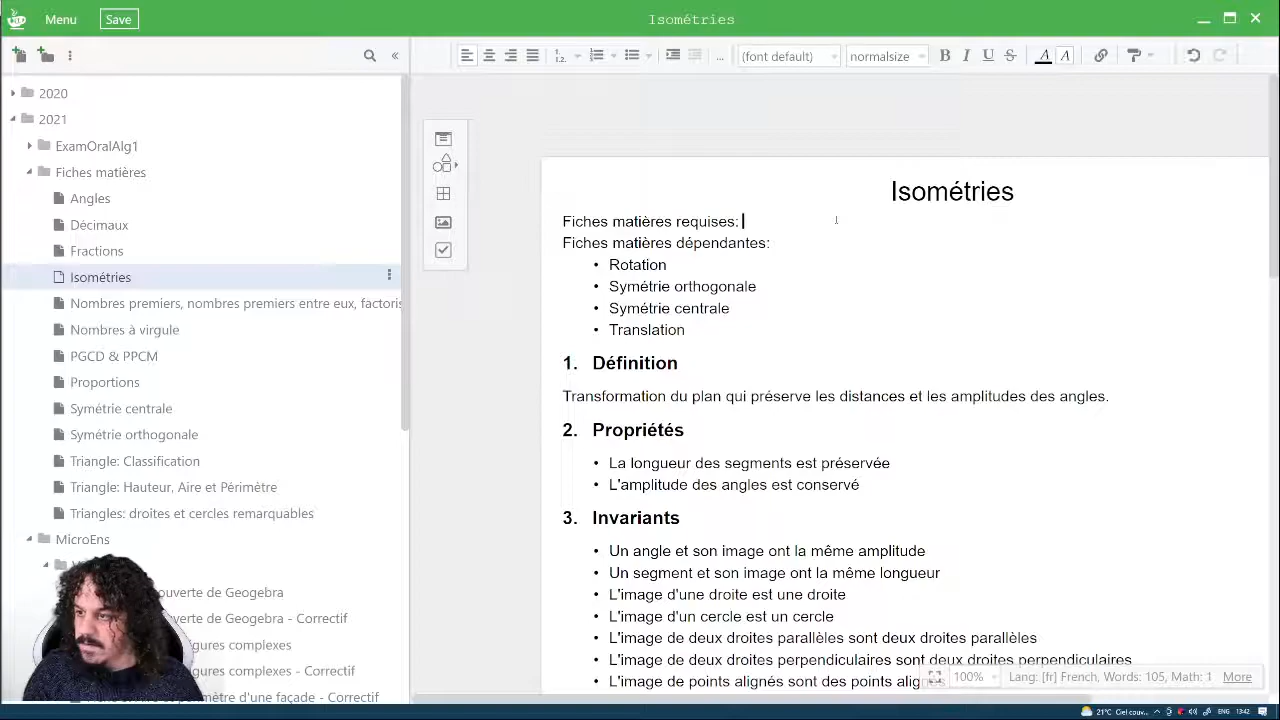 Menu
Save
Isométries
(font default)
normalsize
2020
2021
ExamOralAlg1
Fiches matières
Angles
Décimaux
Fractions
Isométries
Nombres premiers, nombres premiers entre eux, factoris
Nombres à virgule
PGCD & PPCM
Proportions
Symétrie centrale
Symétrie orthogonale
Triangle: Classification
Triangle: Hauteur, Aire et Périmètre
Triangles: droites et cercles remarquables
MicroEns
ouverte de Geogebra
verte de Geogebra - Correctif
igures complexes
gures complexes - Correctif
mètre d'une façade - Correctif
Isométries
Fiches matières requises:
Fiches matières dépendantes:
• Rotation
• Symétrie orthogonale
• Symétrie centrale
• Translation
1. Définition
Transformation du plan qui préserve les distances et les amplitudes des angles.
2. Propriétés
• La longueur des segments est préservée
• L'amplitude des angles est conservé
3. Invariants
• Un angle et son image ont la même amplitude
• Un segment et son image ont la même longueur
• L'image d'une droite est une droite
• L'image d'un cercle est un cercle
• L'image de deux droites parallèles sont deux droites parallèles
• L'image de deux droites perpendiculaires sont deux droites perpendiculaires
• L'image de points alignés sont des points alig
100%
Lang: [fr] French, Words: 105, Math: 1
More
21°C Ciel couv...
ENG
13:42